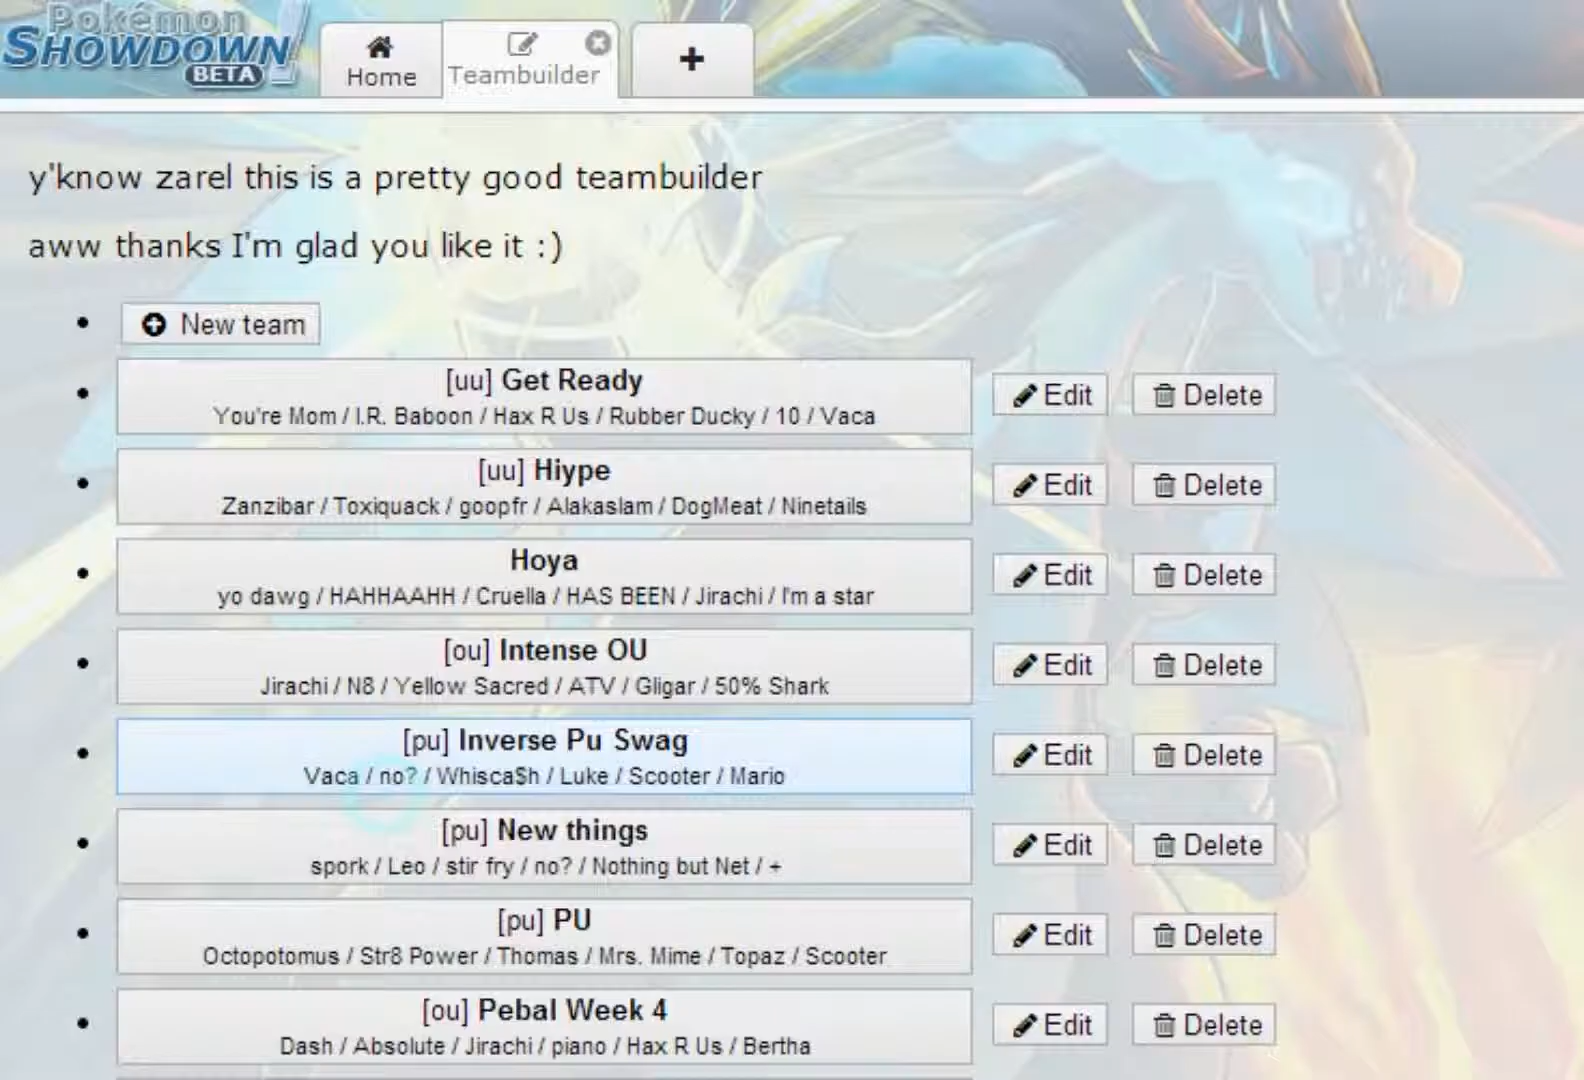 Pokémon
SHOWDOWN!
BETA
Home
Teambuilder
y'know zarel this is a pretty good teambuilder
aww thanks I'm glad you like it :)
New team
[uu] Get Ready
You're Mom / I.R. Baboon / Hax R Us / Rubber Ducky / 10 / Vaca
Edit Delete
[uu] Hiype
Zanzibar / Toxiquack / goopfr / Alakaslam / DogMeat / Ninetails
Edit Delete
Hoya
yo dawg / HAHHAAHH / Cruella / HAS BEEN / Jirachi / I'm a star
Edit Delete
[ou] Intense OU
Jirachi / N8 / Yellow Sacred / ATV / Gligar / 50% Shark
Edit Delete
[pu] Inverse Pu Swag
Vaca / no? / Whisca$h / Luke / Scooter / Mario
Edit Delete
[pu] New things
spork / Leo / stir fry / no? / Nothing but Net / +
Edit Delete
[pu] PU
Octopotomus / Str8 Power / Thomas / Mrs. Mime / Topaz / Scooter
Edit Delete
[ou] Pebal Week 4
Dash / Absolute / Jirachi / piano / Hax R Us / Bertha
Edit Delete